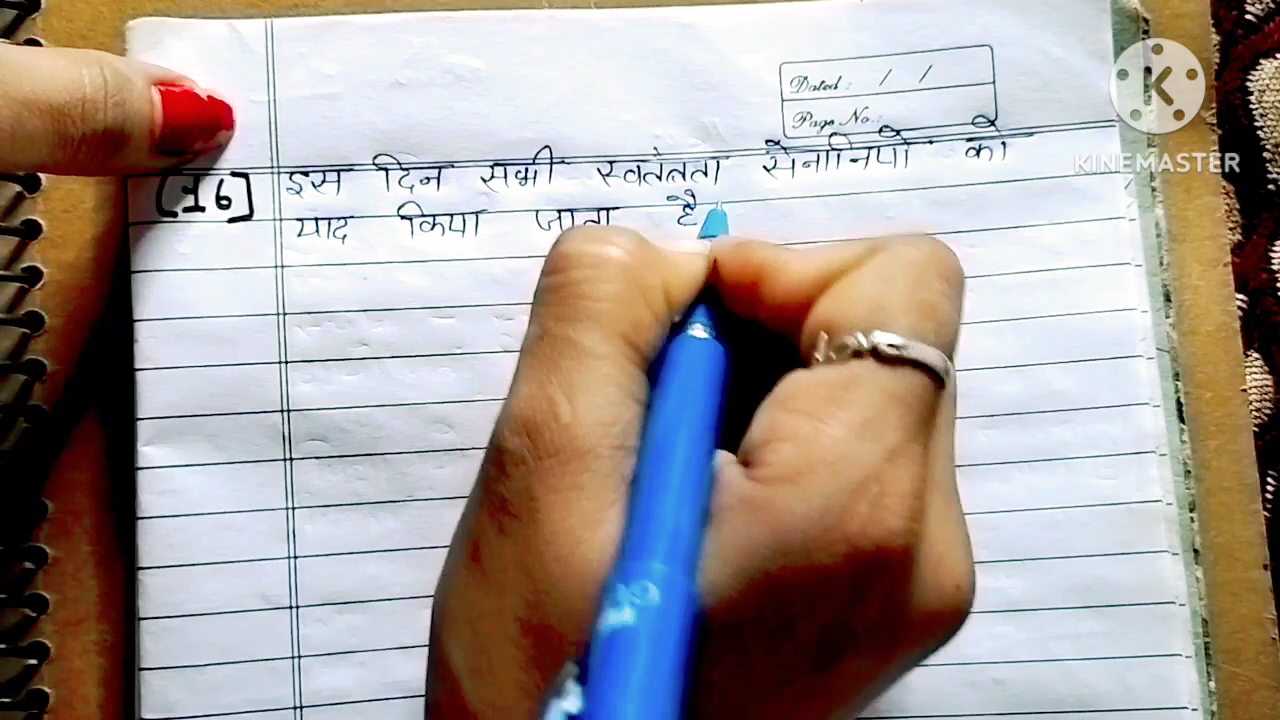 Dated : / /
Page No.:
KINEMASTER
[16] इस दिन सभी स्वतंत्रता सेनानियो को
याद किया जाता है